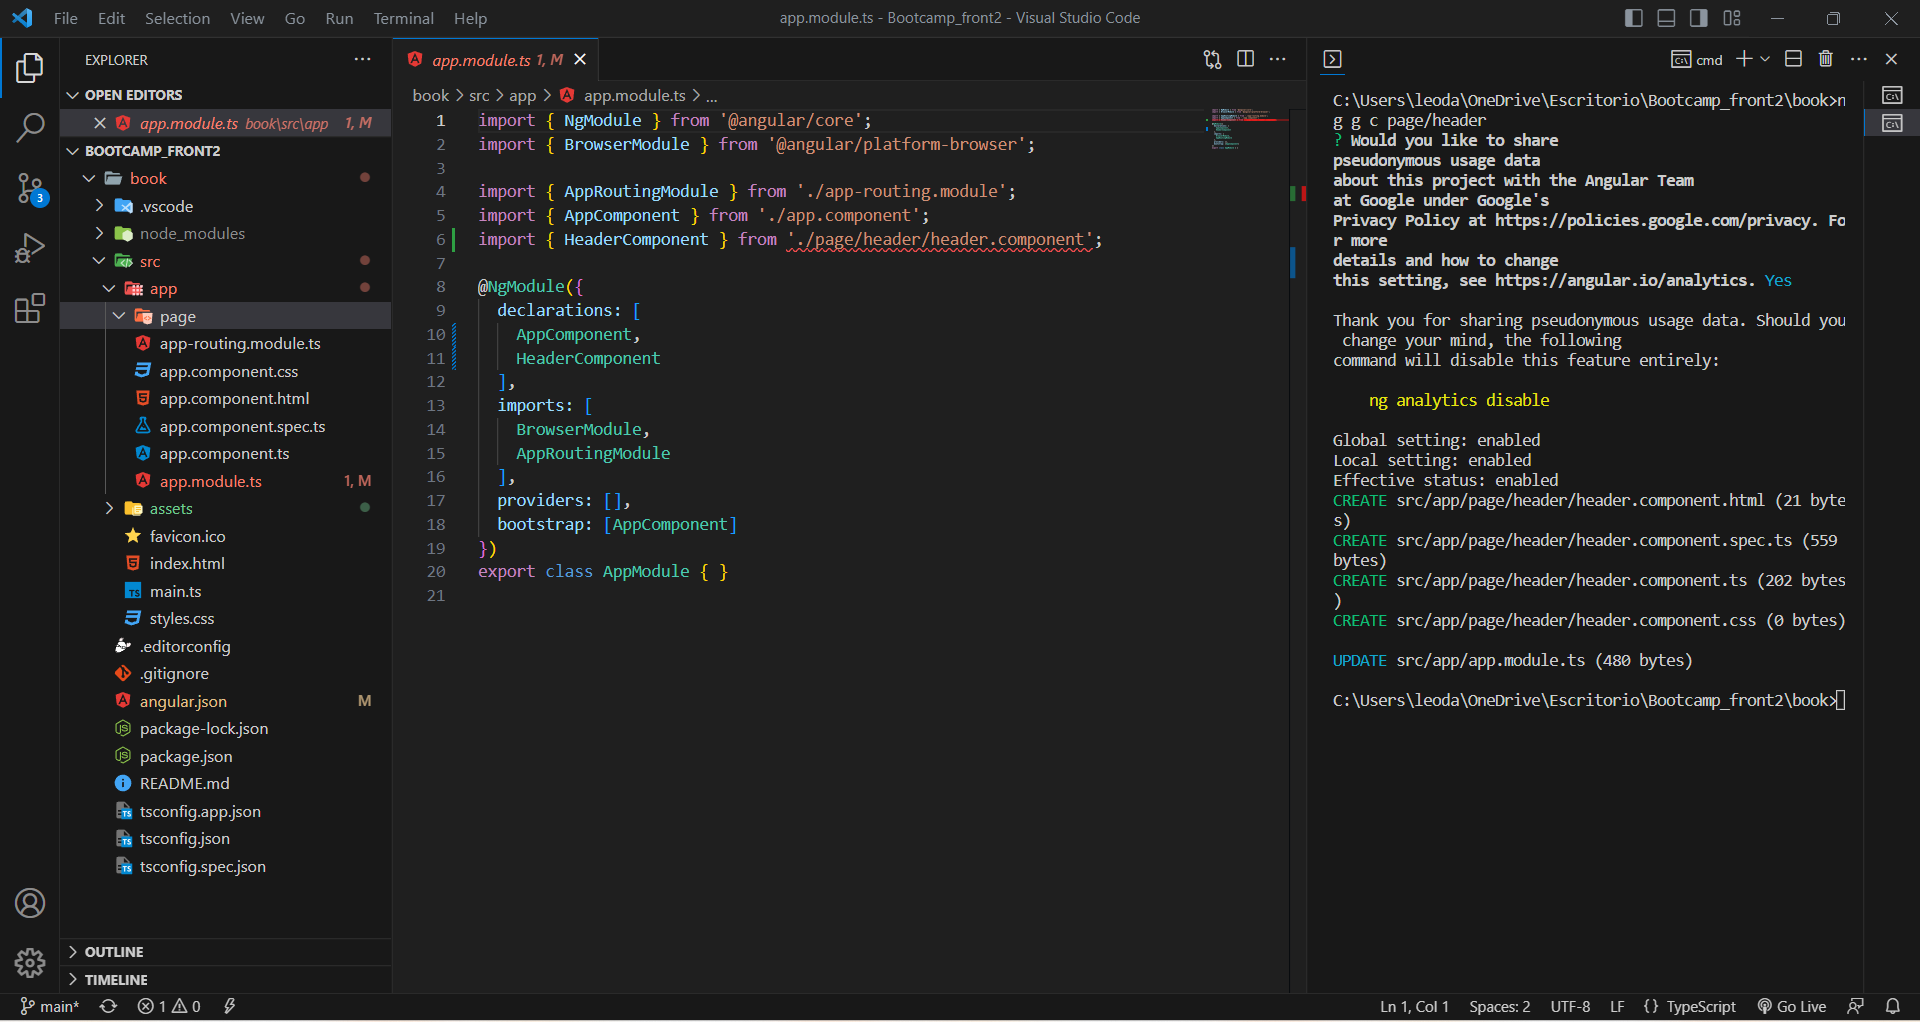 File Edit Selection View Go Run Terminal Help
app.module.ts - Bootcamp_front2 - Visual Studio Code
EXPLORER
OPEN EDITORS
app.module.ts book\src\app 1, M
BOOTCAMP_FRONT2
book
.vscode
node_modules
src
app
page
app-routing.module.ts
app.component.css
app.component.html
app.component.spec.ts
app.component.ts
app.module.ts 1, M
assets
favicon.ico
index.html
main.ts
styles.css
.editorconfig
.gitignore
angular.json M
package-lock.json
package.json
README.md
tsconfig.app.json
tsconfig.json
tsconfig.spec.json
OUTLINE
TIMELINE
3
app.module.ts 1, M
book > src > app > app.module.ts > ...
1 import { NgModule } from '@angular/core';
2 import { BrowserModule } from '@angular/platform-browser';
3
4 import { AppRoutingModule } from './app-routing.module';
5 import { AppComponent } from './app.component';
6 import { HeaderComponent } from './page/header/header.component';
7
8 @NgModule({
9 declarations: [
10 AppComponent,
11 HeaderComponent
12 ],
13 imports: [
14 BrowserModule,
15 AppRoutingModule
16 ],
17 providers: [],
18 bootstrap: [AppComponent]
19 })
20 export class AppModule { }
21
cmd
C:\Users\leoda\OneDrive\Escritorio\Bootcamp_front2\book>n
g g c page/header
? Would you like to share
pseudonymous usage data
about this project with the Angular Team
at Google under Google's
Privacy Policy at https://policies.google.com/privacy. Fo
r more
details and how to change
this setting, see https://angular.io/analytics. Yes
Thank you for sharing pseudonymous usage data. Should you
change your mind, the following
command will disable this feature entirely:
ng analytics disable
Global setting: enabled
Local setting: enabled
Effective status: enabled
CREATE src/app/page/header/header.component.html (21 byte
s)
CREATE src/app/page/header/header.component.spec.ts (559
bytes)
CREATE src/app/page/header/header.component.ts (202 bytes
)
CREATE src/app/page/header/header.component.css (0 bytes)
UPDATE src/app/app.module.ts (480 bytes)
C:\Users\leoda\OneDrive\Escritorio\Bootcamp_front2\book>
main* 1 0
Ln 1, Col 1 Spaces: 2 UTF-8 LF {} TypeScript Go Live